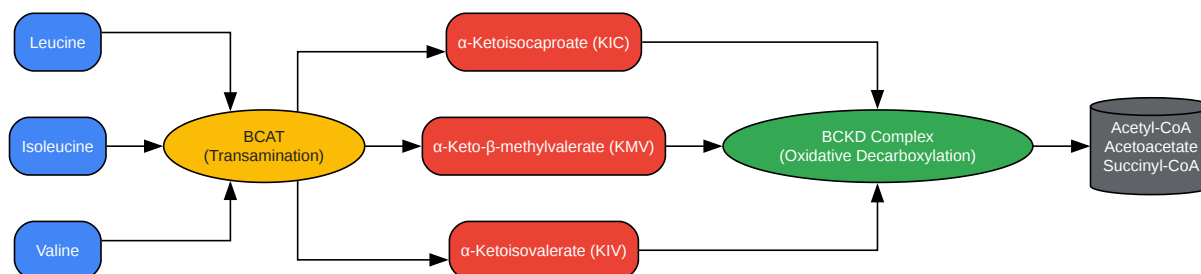 Leucine
α-Ketoisocaproate (KIC)
Isoleucine
BCAT
(Transamination)
α-Keto-β-methylvalerate (KMV)
BCKD Complex
(Oxidative Decarboxylation)
Acetyl-CoA
Acetoacetate
Succinyl-CoA
Valine
α-Ketoisovalerate (KIV)